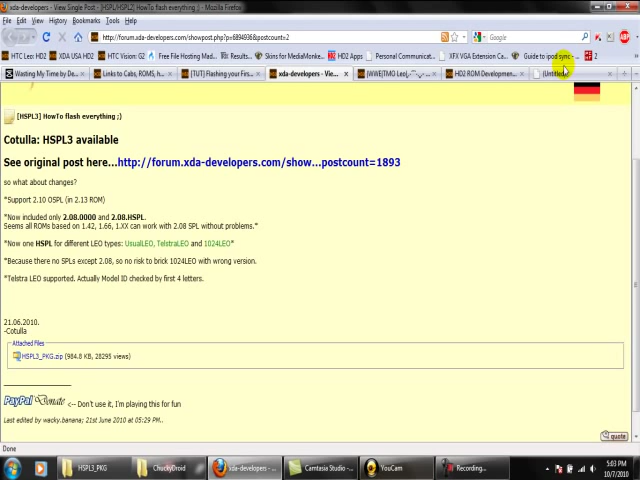 xda-developers - View Single Post - [HSPL/HSPL2] HowTo flash everything ;) - Mozilla Firefox
File Edit View History Bookmarks Tools Help
http://forum.xda-developers.com/showpost.php?p=6894936&postcount=2
Google
ABP
HTC Leo: HD2
XDA USA HD2
HTC Vision: G2
Free File Hosting Mad...
Results
Skins for MediaMonke...
HD2 Apps
Personal Communicat...
XFX VGA Extension Ca...
Guide to ipod sync - ...
2
Wasting My Time by De...
Links to Cabs, ROMS, h...
[TUT] Flashing your Firs...
xda-developers - Vie...
HD2 ROM Developmen...
(Untitled)
[HSPL3] HowTo flash everything ;)
Cotulla: HSPL3 available
See original post here...http://forum.xda-developers.com/show...postcount=1893
so what about changes?
*Support 2.10 OSPL (in 2.13 ROM)
*Now included only 2.08.0000 and 2.08.HSPL.
Seems all ROMs based on 1.42, 1.66, 1.XX can work with 2.08 SPL without problems.*
*Now one HSPL for different LEO types: UsualLEO, TelstraLEO and 1024LEO*
*Because there no SPLs except 2.08, so no risk to brick 1024LEO with wrong version.
*Telstra LEO supported. Actually Model ID checked by first 4 letters.
21.06.2010.
-Cotulla
Attached Files
HSPL3_PKG.zip (984.8 KB, 28295 views)
PayPal Donate <-- Don't use it, I'm playing this for fun
Last edited by wacky.banana; 21st June 2010 at 05:29 PM..
quote
Done
HSPL3_PKG
ChuckyDroid
xda-developers - ...
Camtasia Studio -...
YouCam
Recording...
5:03 PM
10/7/2010